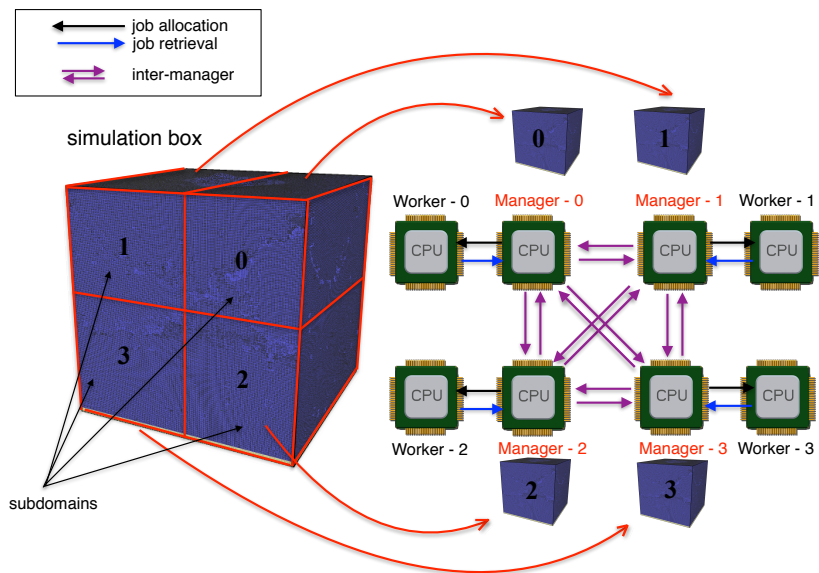 job allocation
job retrieval
inter-manager
simulation box
0
1
Worker - 0
Manager - 0
Manager - 1
Worker - 1
CPU
CPU
CPU
CPU
1
0
3
2
CPU
CPU
CPU
CPU
Worker - 2
Manager - 2
Manager - 3
Worker - 3
2
3
subdomains